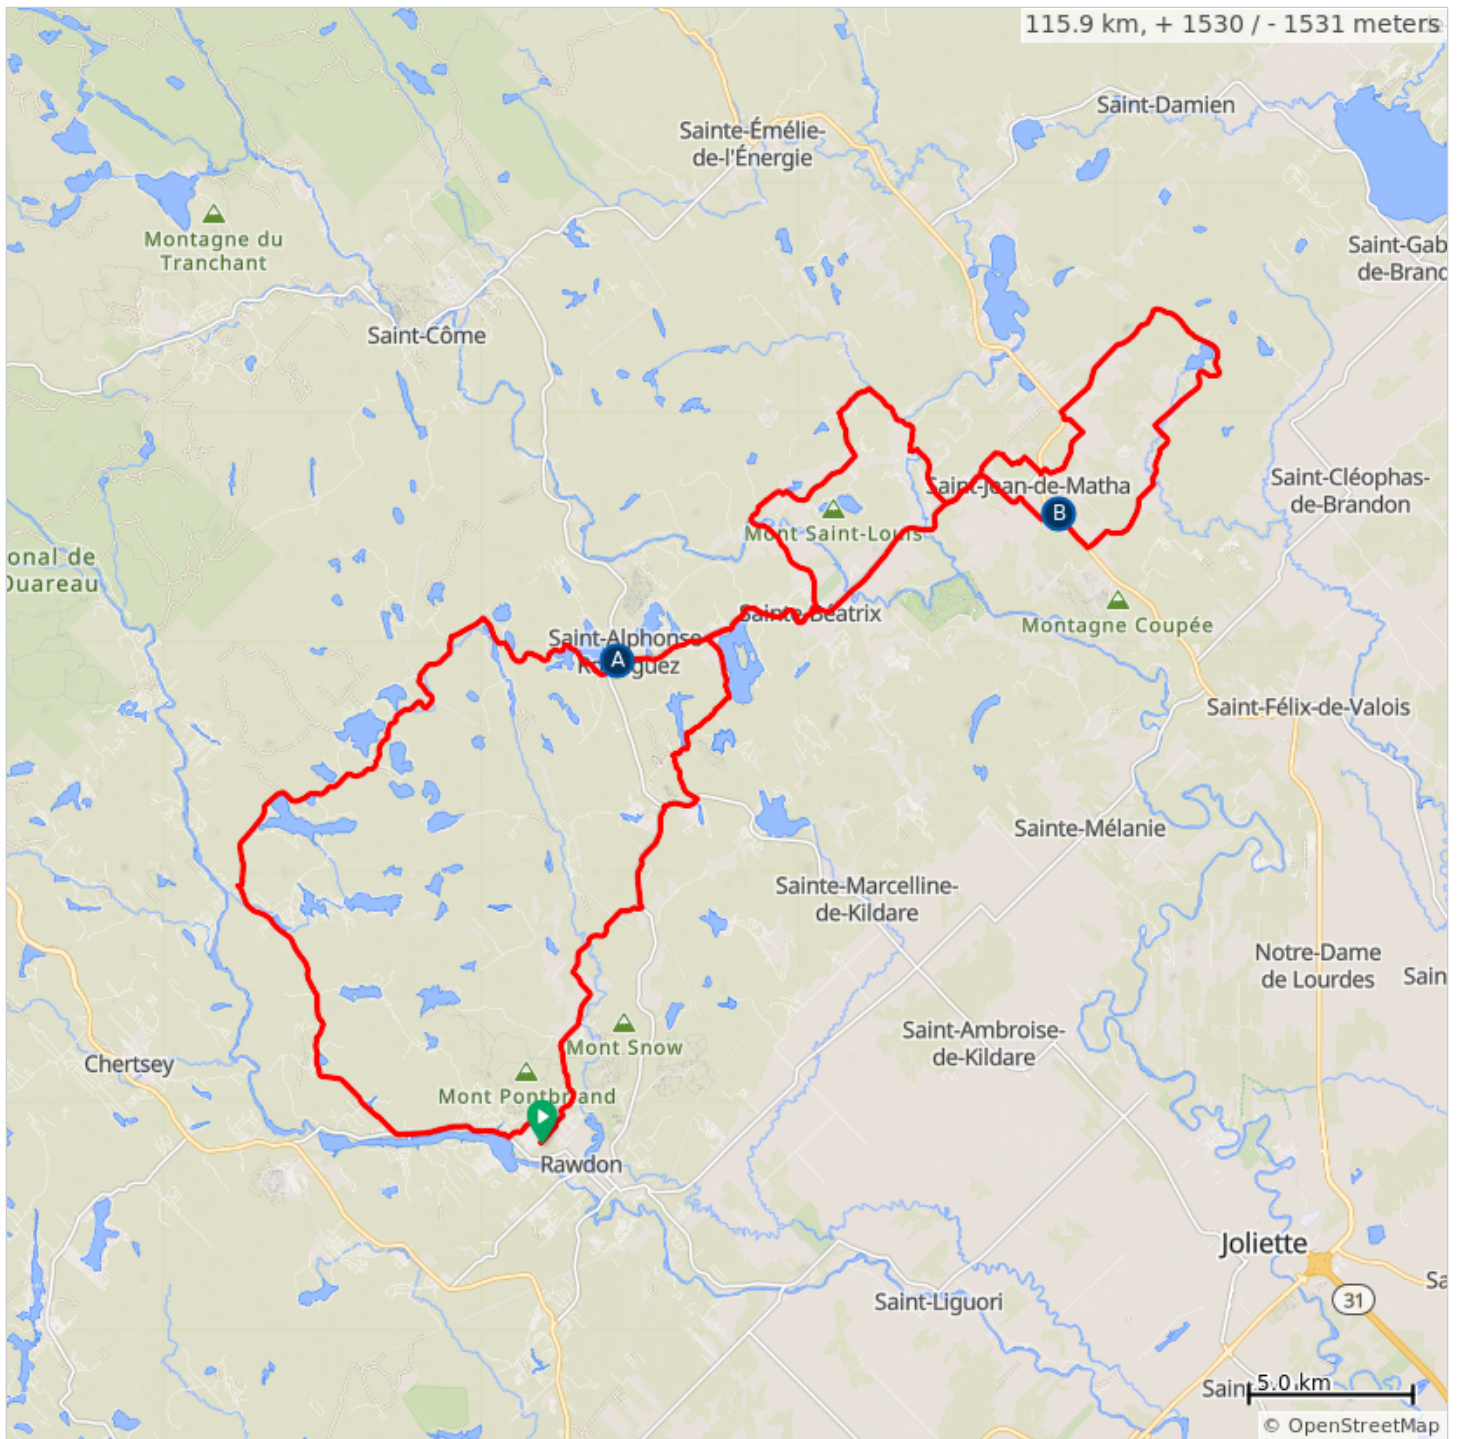 115.9 km, + 1530 / - 1531 meters
Saint-Damien
Sainte-Émélie-
de-l'Énergie
Montagne du
Tranchant
Saint-Gab
de-Branc
Saint-Côme
Saint-Jean-de-Matha
Saint-Cléophas-
de-Brandon
B
Mont Saint-Louis
onal de
Ouareau
Montagne Coupée
Sainte-Béatrix
Saint-Alphonse
A
Saint-Félix-de-Valois
Sainte-Mélanie
Sainte-Marcelline-
de-Kildare
Notre-Dame
de Lourdes
Sain
Saint-Ambroise-
de-Kildare
Mont Snow
Chertsey
Mont Pontbriand
Rawdon
Joliette
Sa
31
Saint-Liguori
Sain
5.0 km
© OpenStreetMap